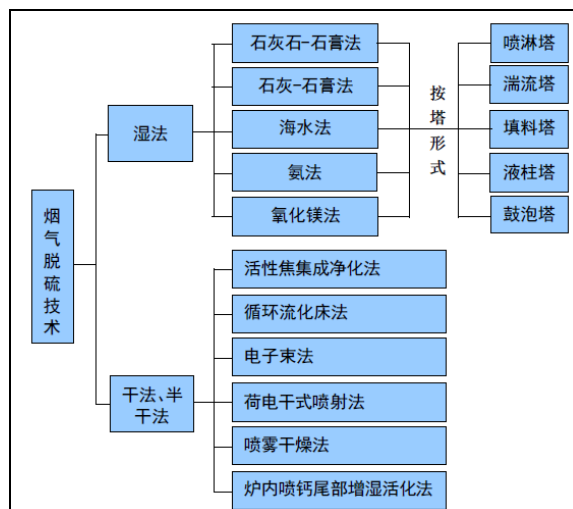 烟气脱硫技术
湿法
石灰石-石膏法
石灰-石膏法
海水法
氨法
氧化镁法
按塔形式
喷淋塔
湍流塔
填料塔
液柱塔
鼓泡塔
干法、半
干法
活性焦集成净化法
循环流化床法
电子束法
荷电干式喷射法
喷雾干燥法
炉内喷钙尾部增湿活化法